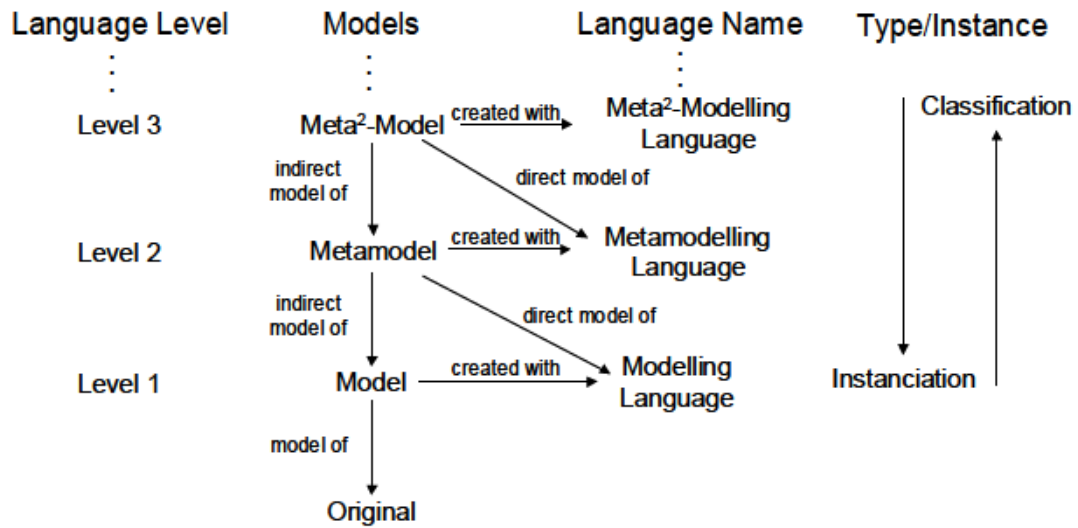 Language Level Models Language Name Type/Instance
Level 3 Meta²-Model created with Meta²-Modelling Classification
Language
indirect
model of direct model of
Level 2 Metamodel created with Metamodelling
Language
indirect
model of direct model of
Level 1 Model created with Modelling Instanciation
Language
model of
Original